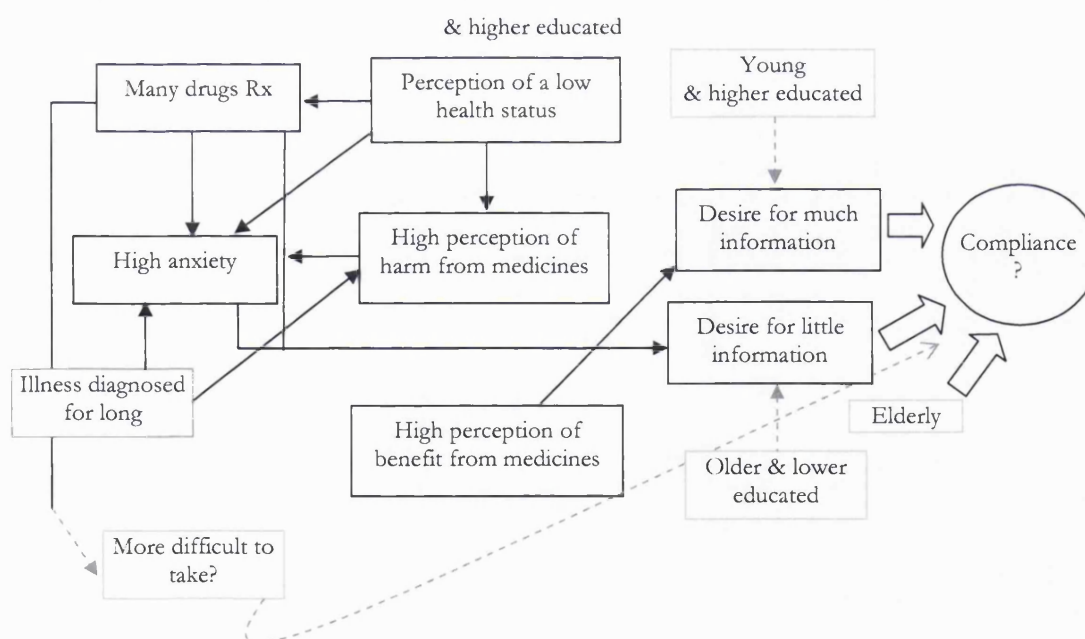 & higher educated
Many drugs Rx
Perception of a low
health status
Young
& higher educated
High anxiety
High perception of
harm from medicines
Desire for much
information
Compliance
?
Desire for little
information
Illness diagnosed
for long
High perception of
benefit from medicines
Elderly
Older & lower
educated
More difficult to
take?